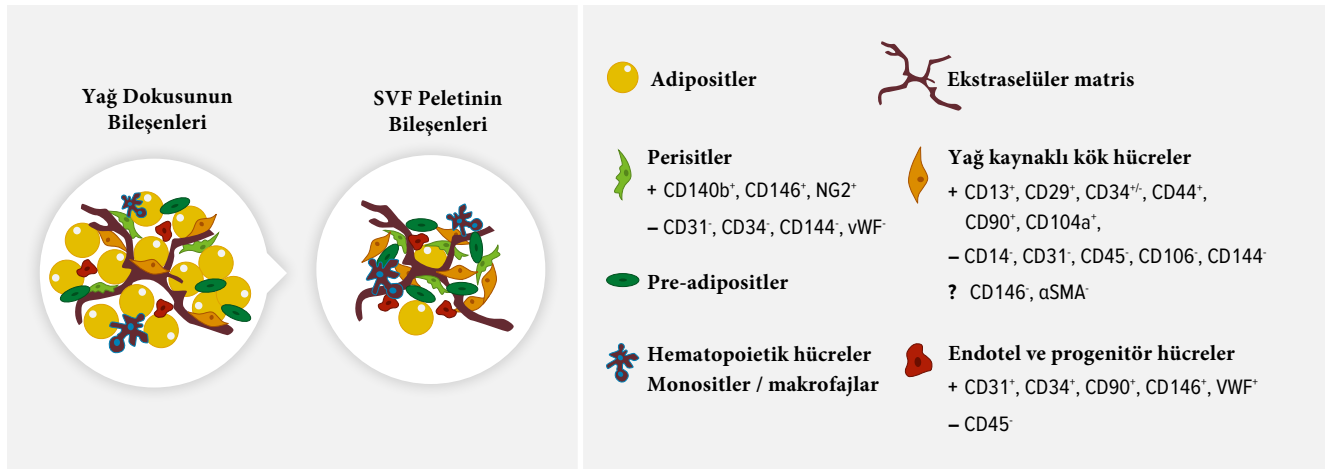 Yağ Dokusunun
Bileşenleri
SVF Peletinin
Bileşenleri
Adipositler
Ekstraselüler matris
Perisitler
+ CD140b⁺, CD146⁺, NG2⁺
– CD31⁻, CD34⁻, CD144⁻, vWF⁻
Yağ kaynaklı kök hücreler
+ CD13⁺, CD29⁺, CD34⁺/⁻, CD44⁺,
CD90⁺, CD104a⁺,
– CD14⁻, CD31⁻, CD45⁻, CD106⁻, CD144⁻
? CD146⁻, αSMA⁻
Pre-adipositler
Hematopoietik hücreler
Monositler / makrofajlar
Endotel ve progenitör hücreler
+ CD31⁺, CD34⁺, CD90⁺, CD146⁺, VWF⁺
– CD45⁻